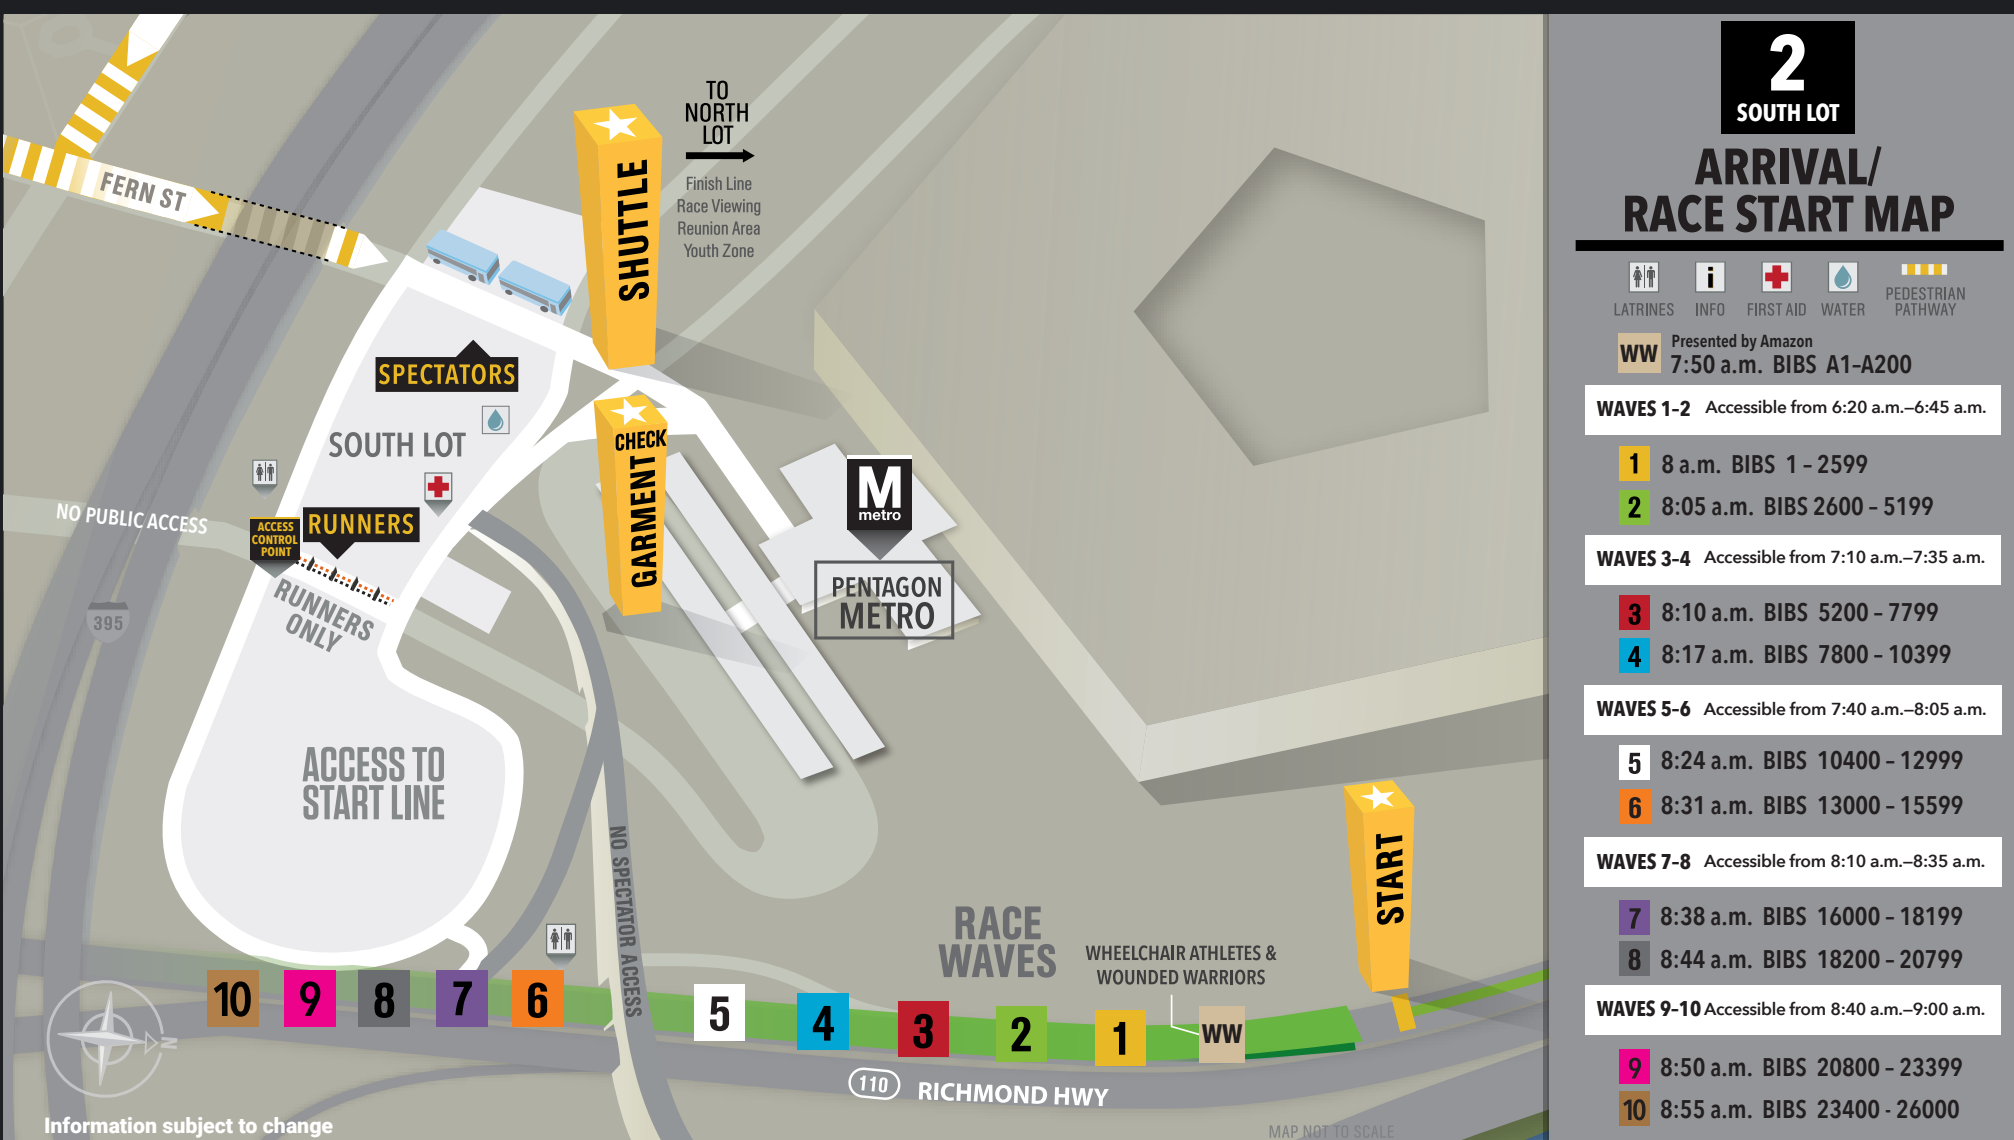 FERN ST
TO
NORTH
LOT
Finish Line
Race Viewing
Reunion Area
Youth Zone
SHUTTLE
SPECTATORS
SOUTH LOT
CHECK
GARMENT
M
metro
PENTAGON
METRO
NO PUBLIC ACCESS
ACCESS
CONTROL
POINT
RUNNERS
RUNNERS
ONLY
395
ACCESS TO
START LINE
NO SPECTATOR ACCESS
START
RACE
WAVES
WHEELCHAIR ATHLETES &
WOUNDED WARRIORS
10 9 8 7 6 5 4 3 2 1 WW
110 RICHMOND HWY
N
Information subject to change
MAP NOT TO SCALE
2
SOUTH LOT
ARRIVAL/
RACE START MAP
i
LATRINES INFO FIRST AID WATER PEDESTRIAN
PATHWAY
WW Presented by Amazon
7:50 a.m. BIBS A1–A200
WAVES 1–2 Accessible from 6:20 a.m.–6:45 a.m.
1 8 a.m. BIBS 1 – 2599
2 8:05 a.m. BIBS 2600 – 5199
WAVES 3–4 Accessible from 7:10 a.m.–7:35 a.m.
3 8:10 a.m. BIBS 5200 – 7799
4 8:17 a.m. BIBS 7800 – 10399
WAVES 5–6 Accessible from 7:40 a.m.–8:05 a.m.
5 8:24 a.m. BIBS 10400 – 12999
6 8:31 a.m. BIBS 13000 – 15599
WAVES 7–8 Accessible from 8:10 a.m.–8:35 a.m.
7 8:38 a.m. BIBS 16000 – 18199
8 8:44 a.m. BIBS 18200 – 20799
WAVES 9–10 Accessible from 8:40 a.m.–9:00 a.m.
9 8:50 a.m. BIBS 20800 – 23399
10 8:55 a.m. BIBS 23400 - 26000